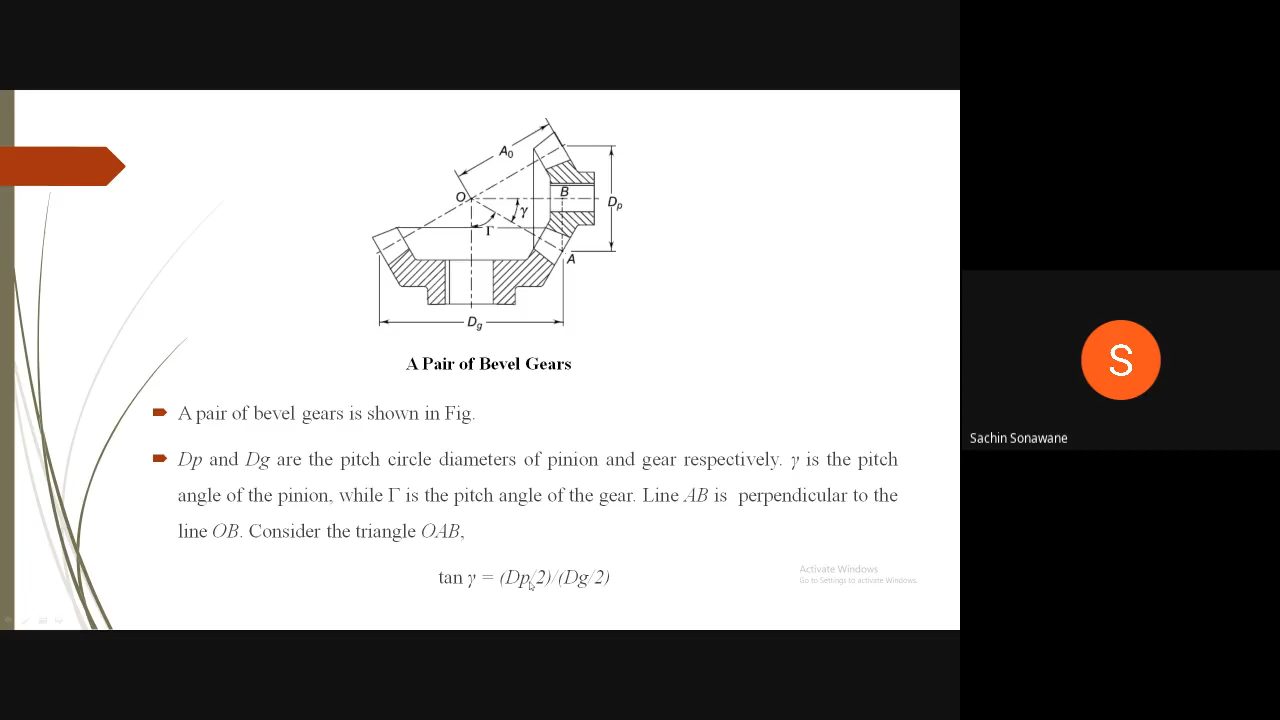 A0
O
B
γ
Dp
Γ
A
Dg
A Pair of Bevel Gears
A pair of bevel gears is shown in Fig.
Dp and Dg are the pitch circle diameters of pinion and gear respectively. γ is the pitch
angle of the pinion, while Γ is the pitch angle of the gear. Line AB is perpendicular to the
line OB. Consider the triangle OAB,
tan γ = (Dp/2)/(Dg/2)
Activate Windows
Go to Settings to activate Windows.
S
Sachin Sonawane